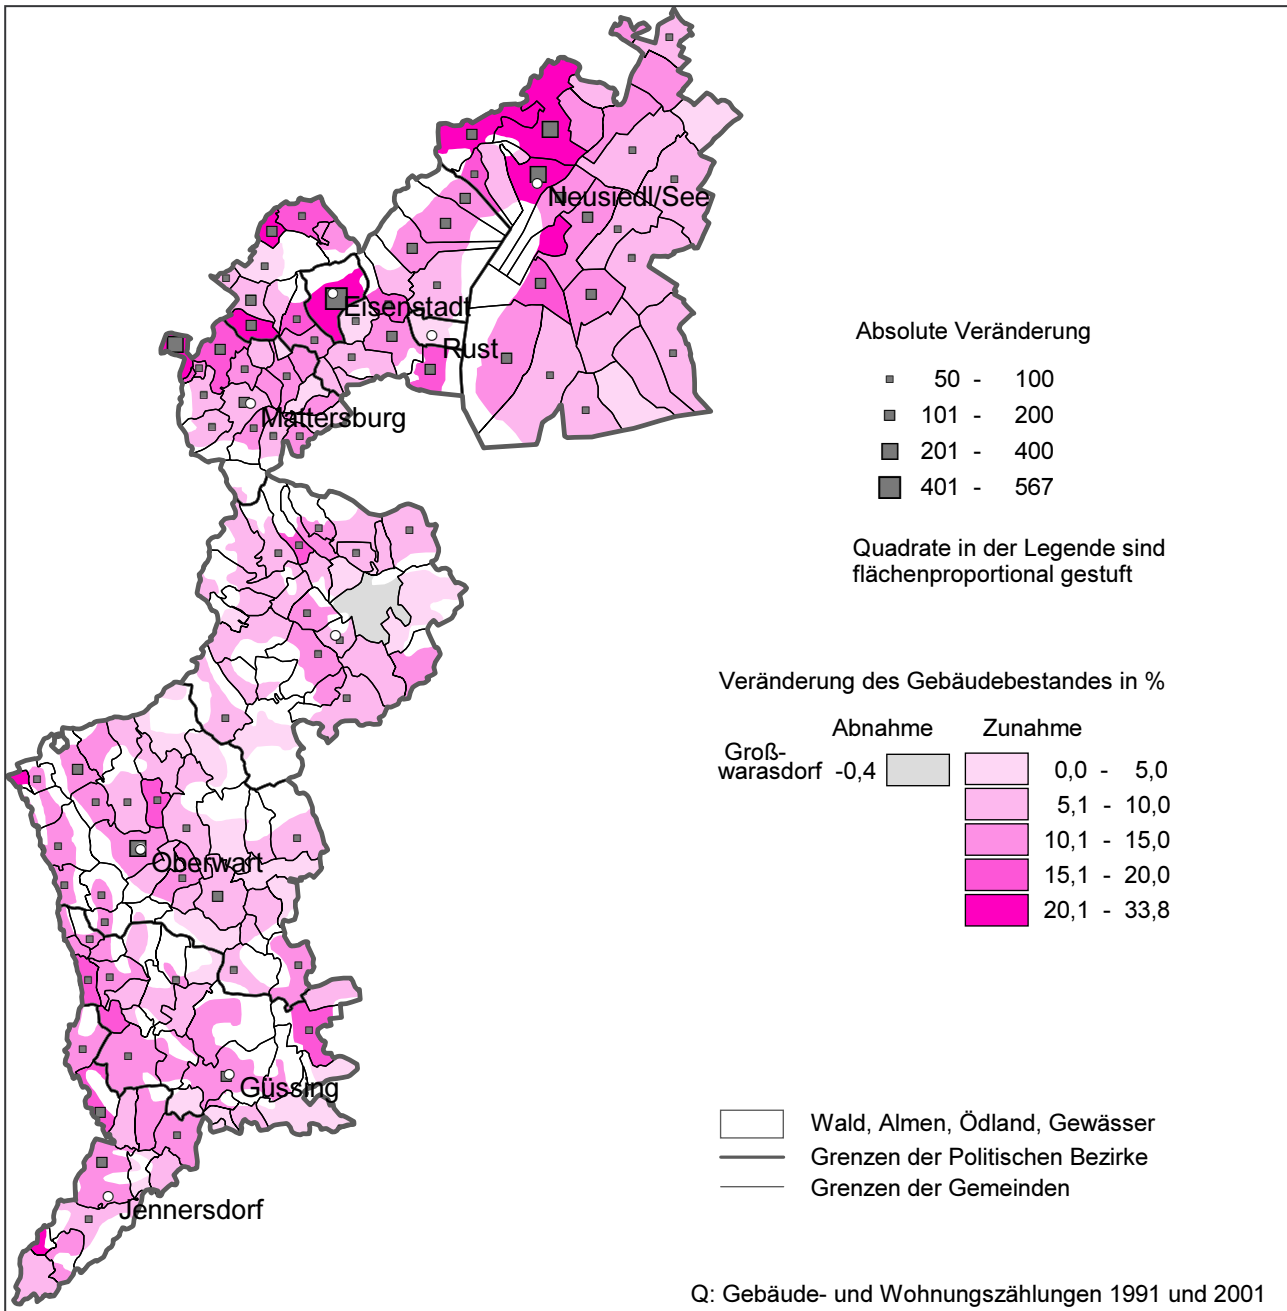 Neusiedl/See
Eisenstadt
Rust
Mattersburg
Oberwart
Güssing
Jennersdorf
Absolute Veränderung
50 - 100
101 - 200
201 - 400
401 - 567
Quadrate in der Legende sind
flächenproportional gestuft
Veränderung des Gebäudebestandes in %
Abnahme Zunahme
Groß-
warasdorf -0,4
0,0 - 5,0
5,1 - 10,0
10,1 - 15,0
15,1 - 20,0
20,1 - 33,8
Wald, Almen, Ödland, Gewässer
Grenzen der Politischen Bezirke
Grenzen der Gemeinden
Q: Gebäude- und Wohnungszählungen 1991 und 2001